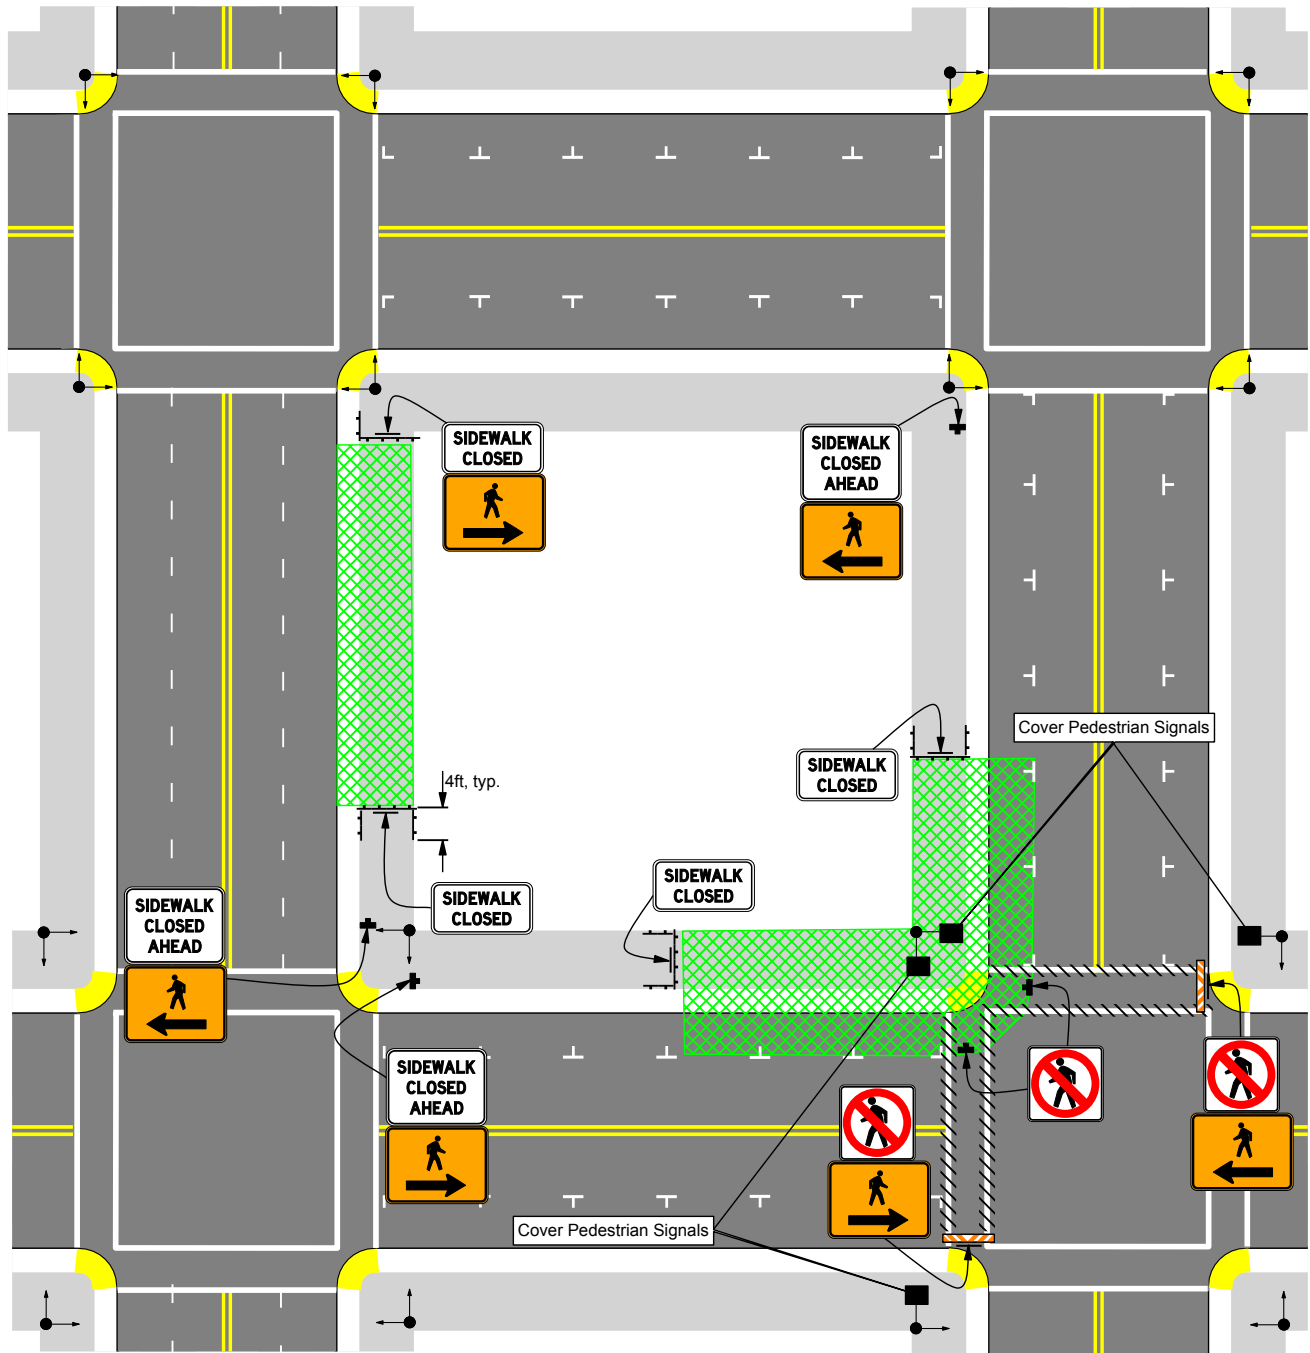 SIDEWALK
CLOSED
SIDEWALK
CLOSED
AHEAD
Cover Pedestrian Signals
SIDEWALK
CLOSED
4ft, typ.
SIDEWALK
CLOSED
SIDEWALK
CLOSED
SIDEWALK
CLOSED
AHEAD
SIDEWALK
CLOSED
AHEAD
Cover Pedestrian Signals